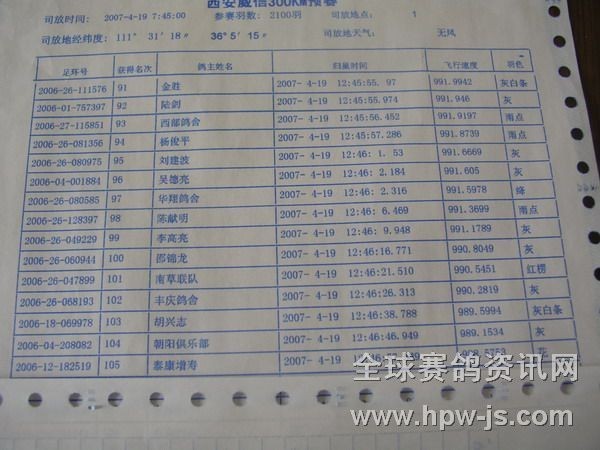 西安威信300KM预赛
司放时间: 2007-4-19 7:45:00 参赛羽数: 2100羽 司放地点: 1
司放地经纬度: 111° 31′18″ 36° 5′15″ 司放地天气: 无风
足环号 获得名次 鸽主姓名 归巢时间 飞行速度 羽色
2006-26-111576 91 金胜 2007- 4-19 12:45:55. 97 991.9942 灰白条
2006-01-757397 92 陆剑 2007- 4-19 12:45:55.974 991.946 灰
2006-27-115851 93 西部鸽舍 2007- 4-19 12:45:56.452 991.9197 雨点
2006-26-081356 94 杨俊平 2007- 4-19 12:45:57.286 991.8739 雨点
2006-26-080975 95 刘建波 2007- 4-19 12:46: 1. 53 991.6669 灰
2006-04-001884 96 吴德亮 2007- 4-19 12:46: 2.184 991.605 灰
2006-26-080585 97 华翔鸽舍 2007- 4-19 12:46: 2.316 991.5978 绛
2006-26-128397 98 陈献明 2007- 4-19 12:46: 6.469 991.3699 雨点
2006-26-049229 99 李高亮 2007- 4-19 12:46: 9.948 991.1789 灰
2006-26-060944 100 邵锦龙 2007- 4-19 12:46:16.771 990.8049 灰
2006-26-047899 101 南草联队 2007- 4-19 12:46:21.510 990.5451 红楞
2006-26-068193 102 丰庆鸽舍 2007- 4-19 12:46:26.313 990.2819 灰
2006-18-069978 103 胡兴志 2007- 4-19 12:46:38.788 989.5994 灰白条
2006-04-208082 104 朝阳俱乐部 2007- 4-19 12:46:46.949 989.1534 灰
2006-12-182519 105 泰康增寿 2007- 4-19 花
全球赛鸽资讯网
www.hpw-js.com